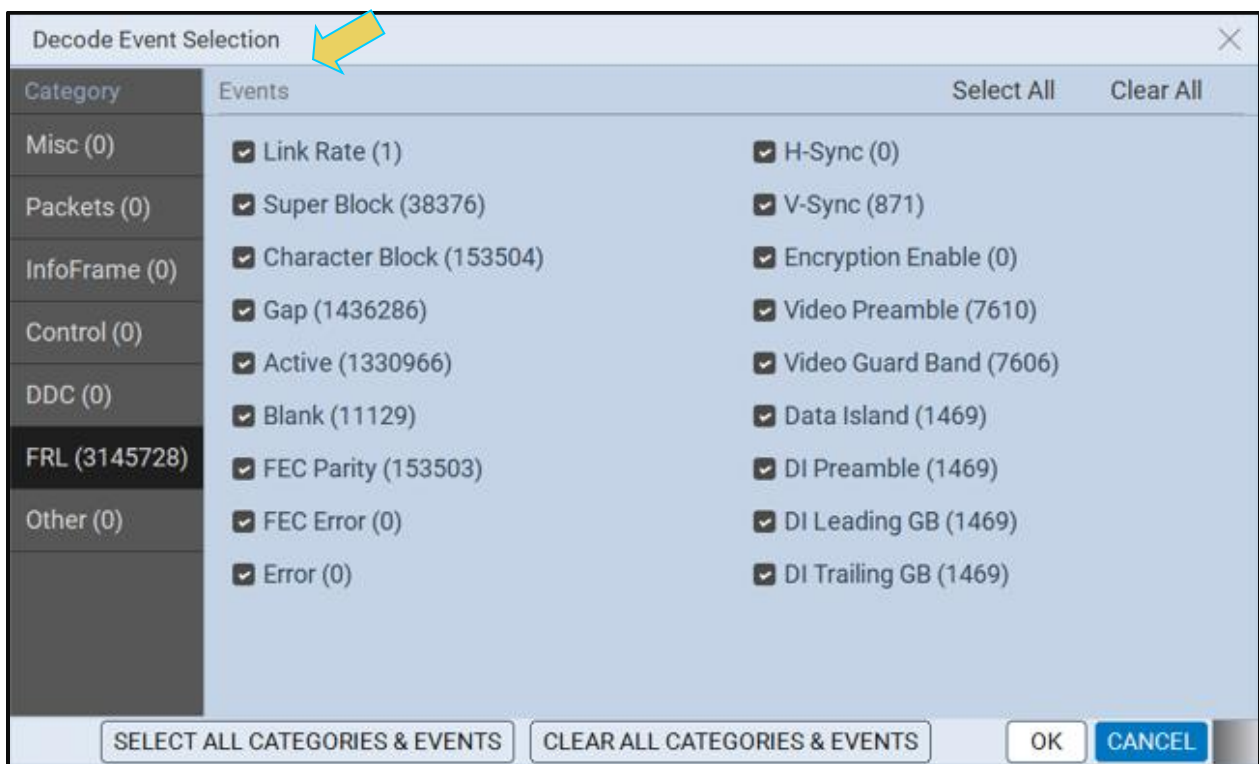 Decode Event Selection
Category
Events
Select All
Clear All
Misc (0)
Packets (0)
InfoFrame (0)
Control (0)
DDC (0)
FRL (3145728)
Other (0)
Link Rate (1)
Super Block (38376)
Character Block (153504)
Gap (1436286)
Active (1330966)
Blank (11129)
FEC Parity (153503)
FEC Error (0)
Error (0)
H-Sync (0)
V-Sync (871)
Encryption Enable (0)
Video Preamble (7610)
Video Guard Band (7606)
Data Island (1469)
DI Preamble (1469)
DI Leading GB (1469)
DI Trailing GB (1469)
SELECT ALL CATEGORIES & EVENTS
CLEAR ALL CATEGORIES & EVENTS
OK
CANCEL